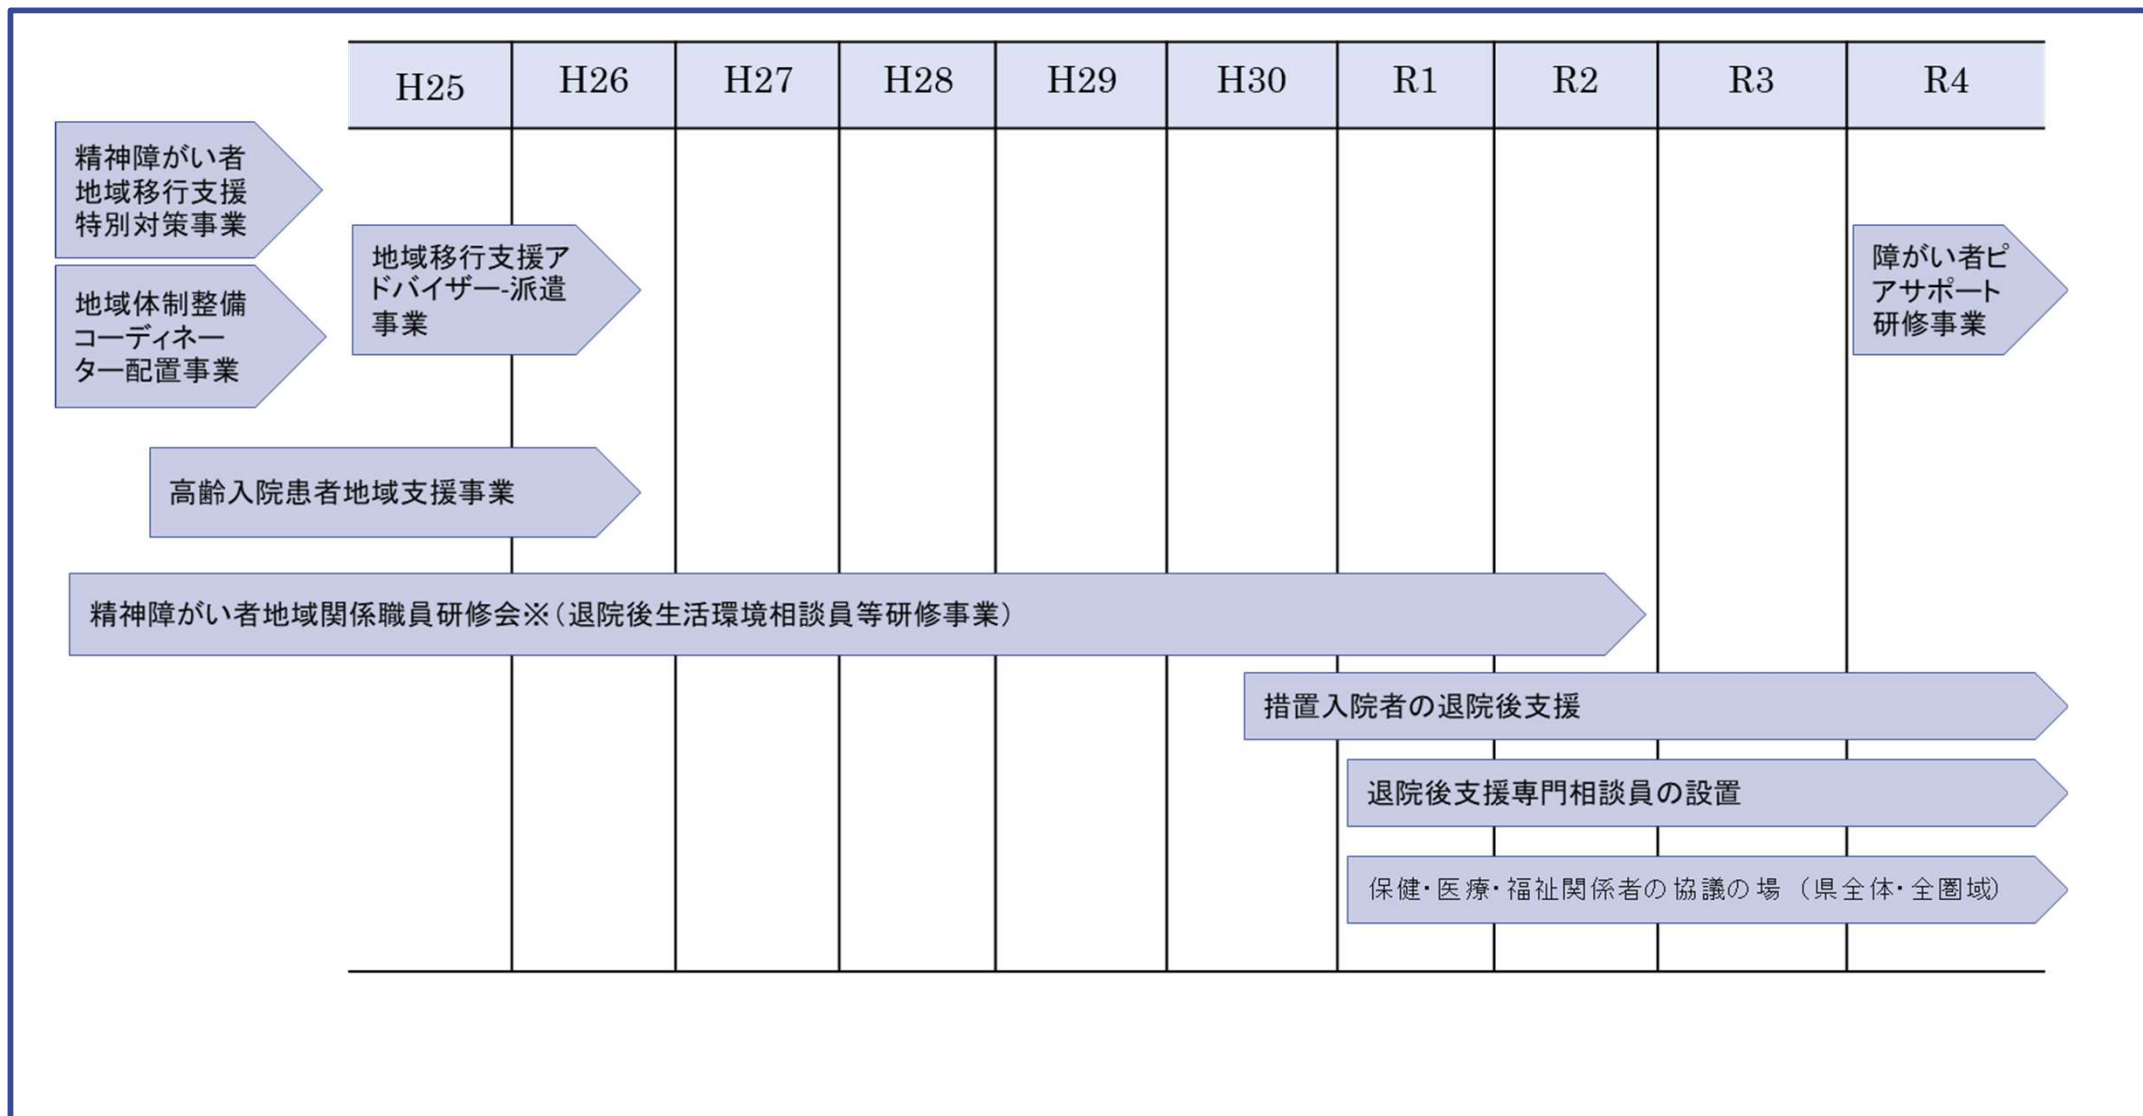 H25 H26 H27 H28 H29 H30 R1 R2 R3 R4
精神障がい者
地域移行支援
特別対策事業
地域体制整備
コーディネー
ター配置事業
地域移行支援ア
ドバイザー-派遣
事業
障がい者ピ
アサポート
研修事業
高齢入院患者地域支援事業
精神障がい者地域関係職員研修会※（退院後生活環境相談員等研修事業）
措置入院者の退院後支援
退院後支援専門相談員の設置
保健・医療・福祉関係者の協議の場（県全体・全圏域）